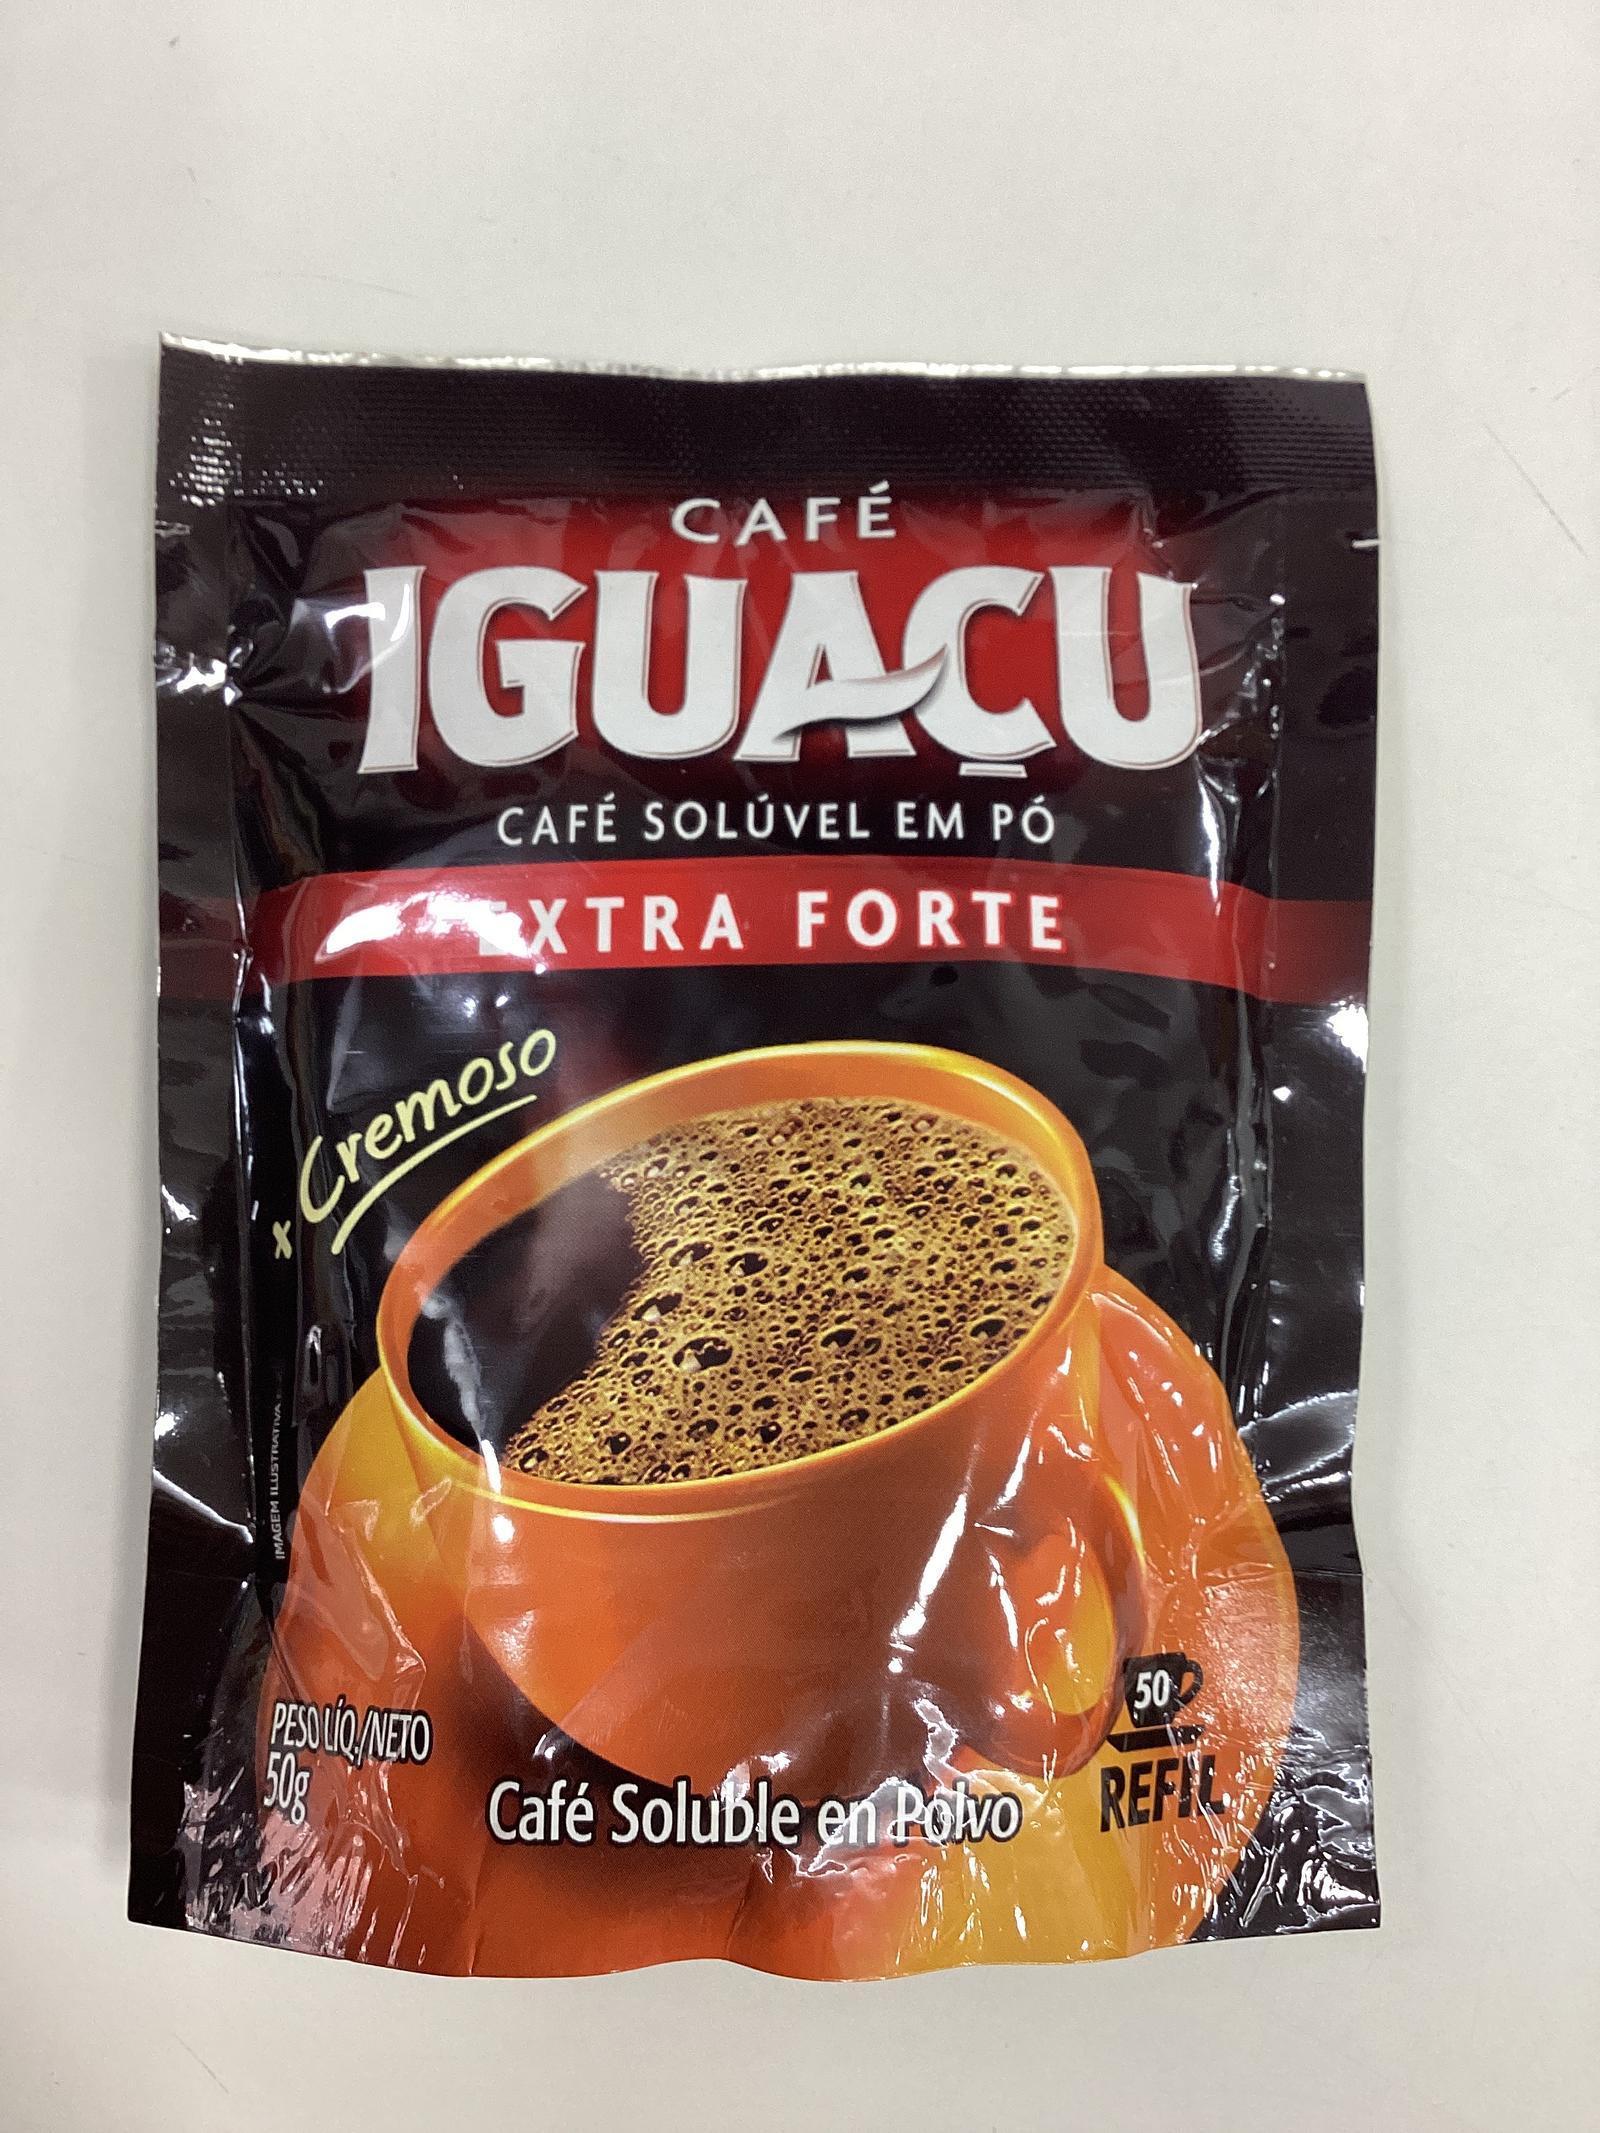 CAFÉ
IGUAÇU
CAFÉ SOLÚVEL EM PÓ
EXTRA FORTE
x Cremoso
IMAGEM ILUSTRATIVA.
50
REFIL
PESO LÍQ./NETO
50g
Café Soluble en Polvo